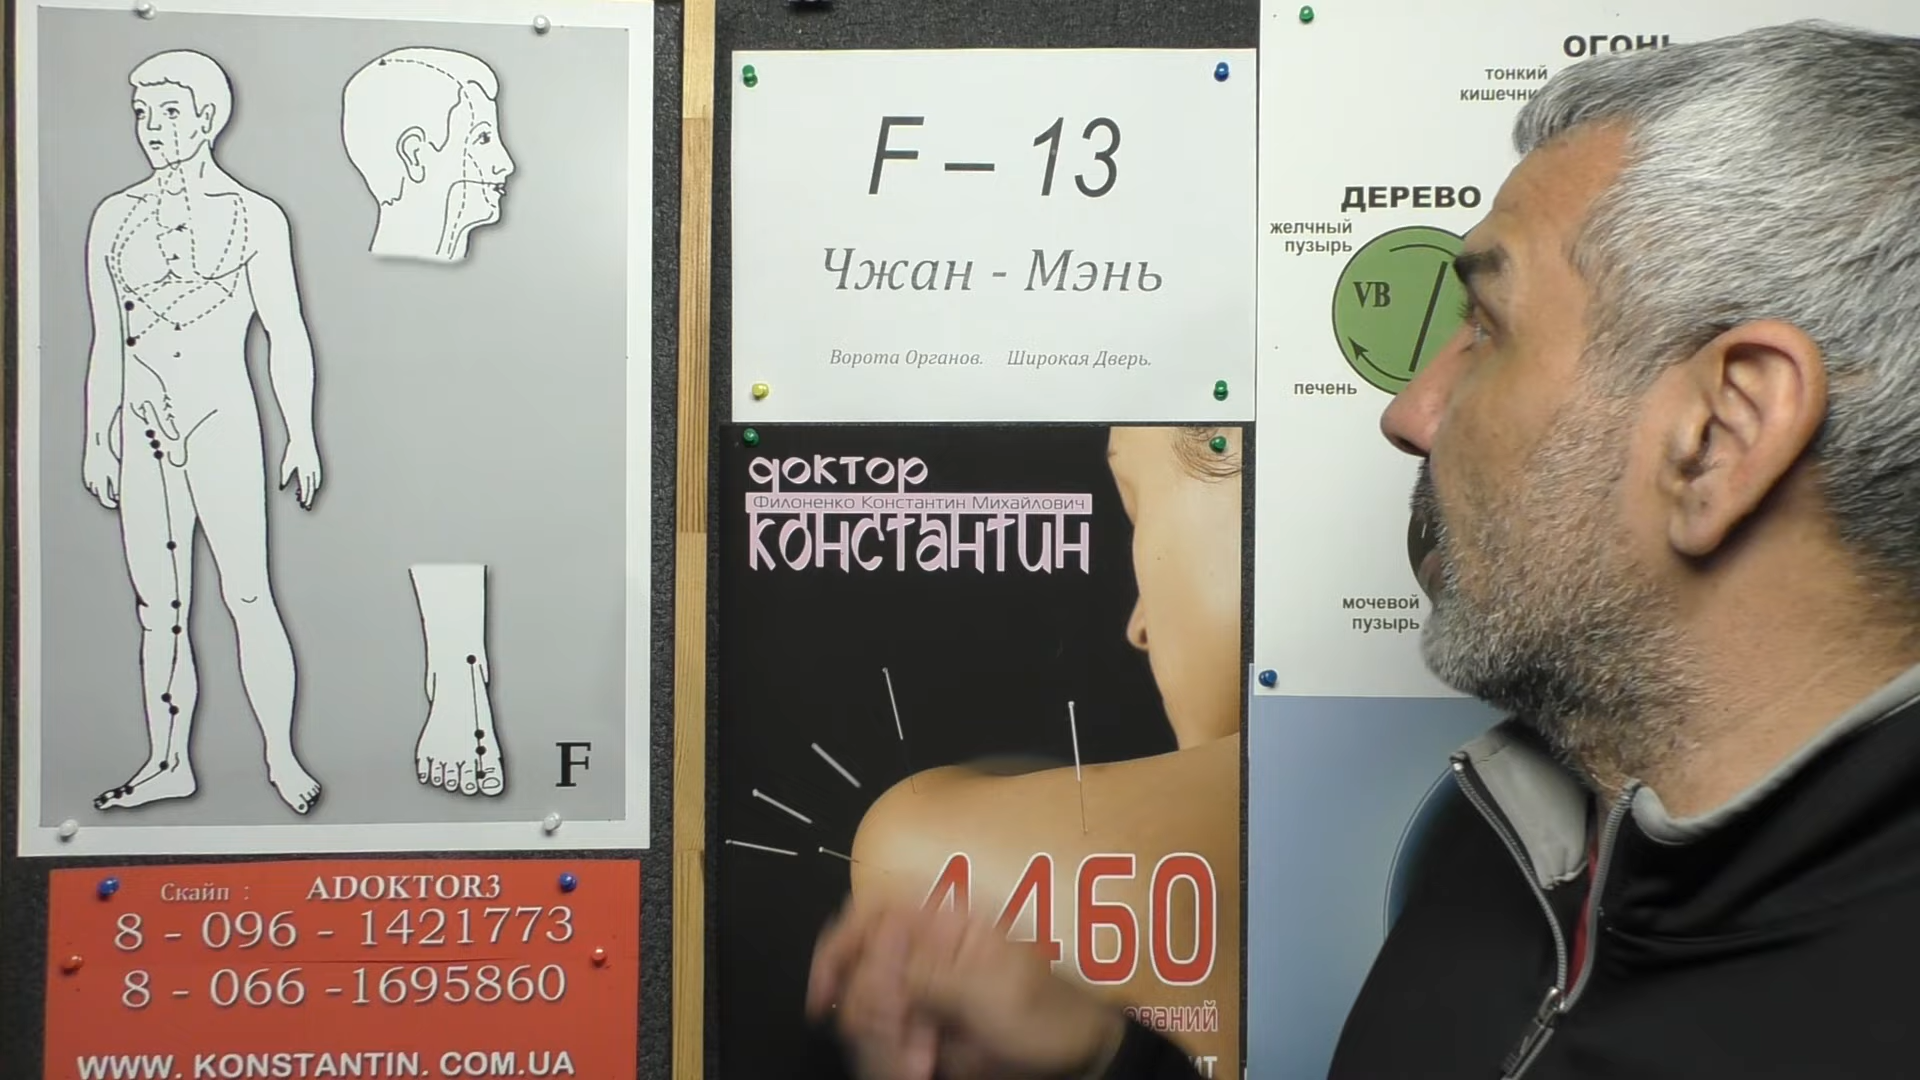 F
Скайп : ADOKTOR3
8 - 096 - 1421773
8 - 066 -1695860
WWW. KONSTANTIN. COM.UA
F – 13
Чжан - Мэнь
Ворота Органов. Широкая Дверь.
доктор
Филоненко Константин Михайлович
константин
4460
ОГОНЬ
тонкий
кишечник
ДЕРЕВО
желчный
пузырь
VB
печень
мочевой
пузырь